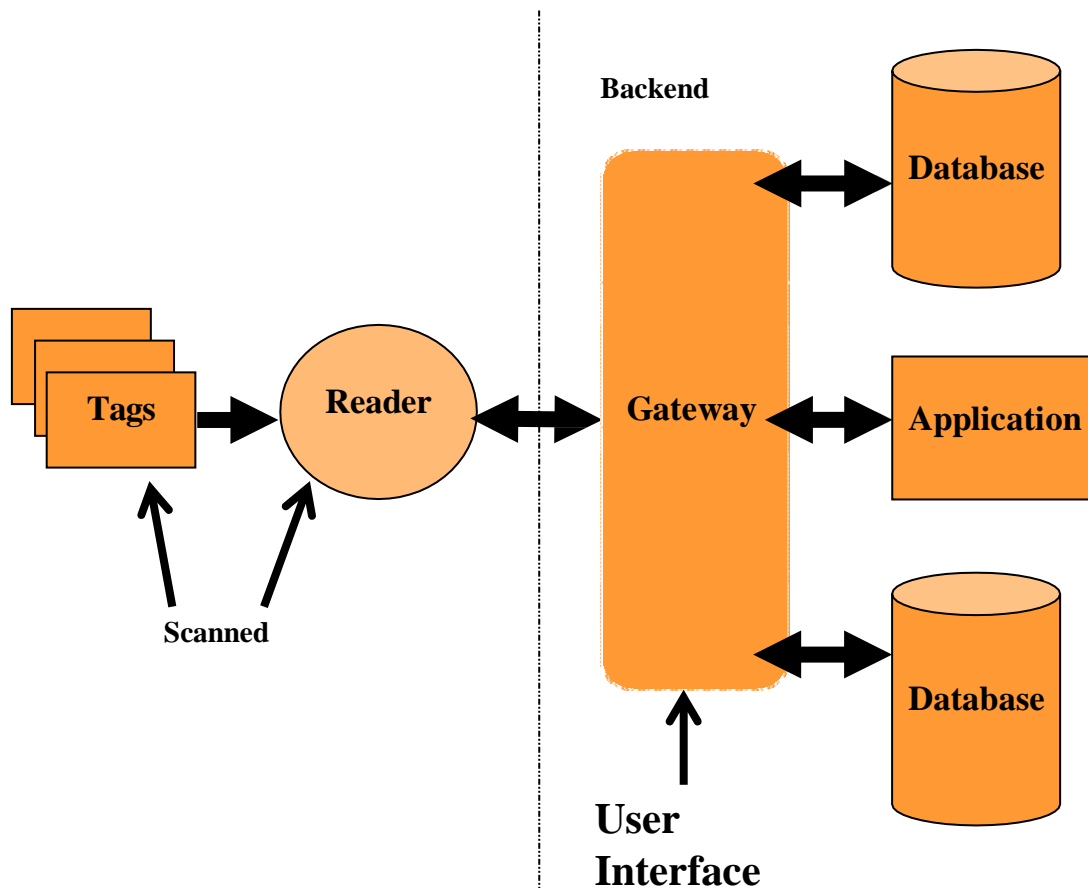 Backend
Database
Tags
Reader
Gateway
Application
Scanned
Database
User
Interface